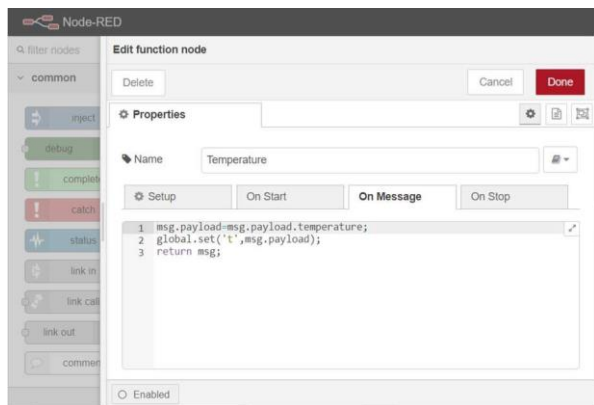 Node-RED
filter nodes
Edit function node
common
Delete
Cancel
Done
Properties
inject
debug
Name
Temperature
complete
catch
Setup
On Start
On Message
On Stop
status
1 msg.payload=msg.payload.temperature;
2 global.set('t',msg.payload);
3 return msg;
link in
link call
link out
commen
Enabled